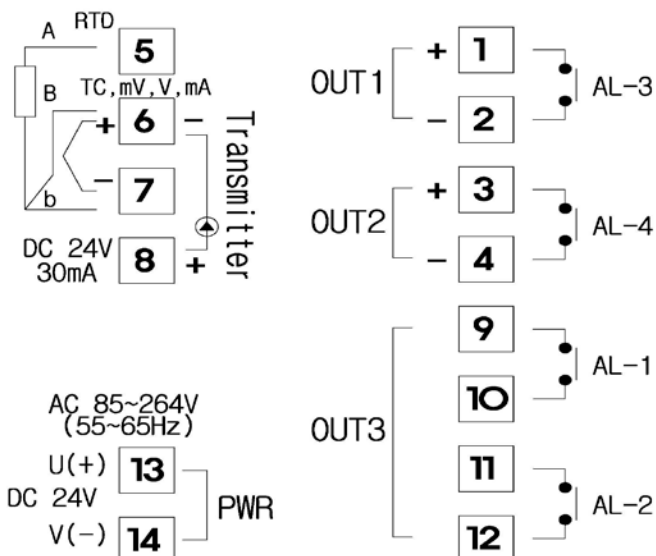 A RTD 5
TC,mV,V,mA
B + 6 -
- 7
b
DC 24V
30mA 8 +
Transmitter
OUT1 + 1
- 2
AL-3
OUT2 + 3
- 4
AL-4
OUT3
9
10
AL-1
11
12
AL-2
AC 85~264V
(55~65Hz)
U(+) 13
DC 24V
V(-) 14
PWR